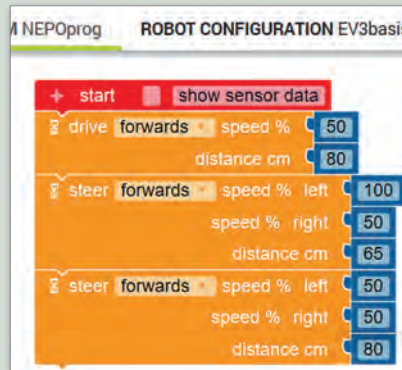 M NEPOprog ROBOT CONFIGURATION EV3basis
+ start show sensor data
drive forwards speed % 50
distance cm 80
steer forwards speed % left 100
speed % right 50
distance cm 65
steer forwards speed % left 50
speed % right 50
distance cm 80